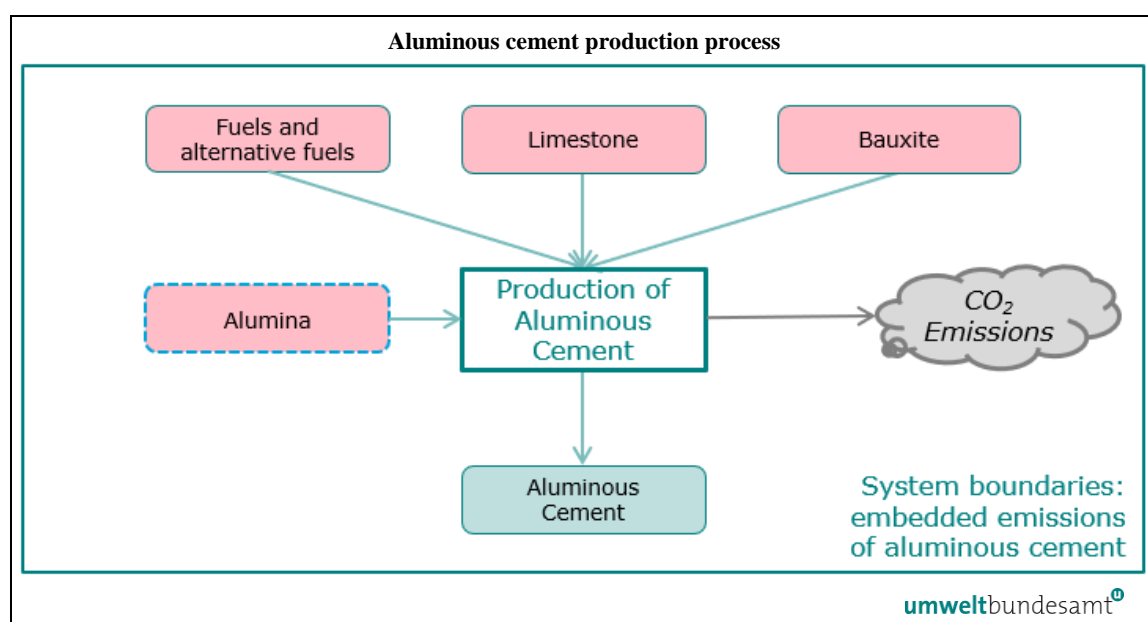 Aluminous cement production process
Fuels and
alternative fuels
Limestone
Bauxite
Alumina
Production of
Aluminous
Cement
CO₂
Emissions
Aluminous
Cement
System boundaries:
embedded emissions
of aluminous cement
umweltbundesamt